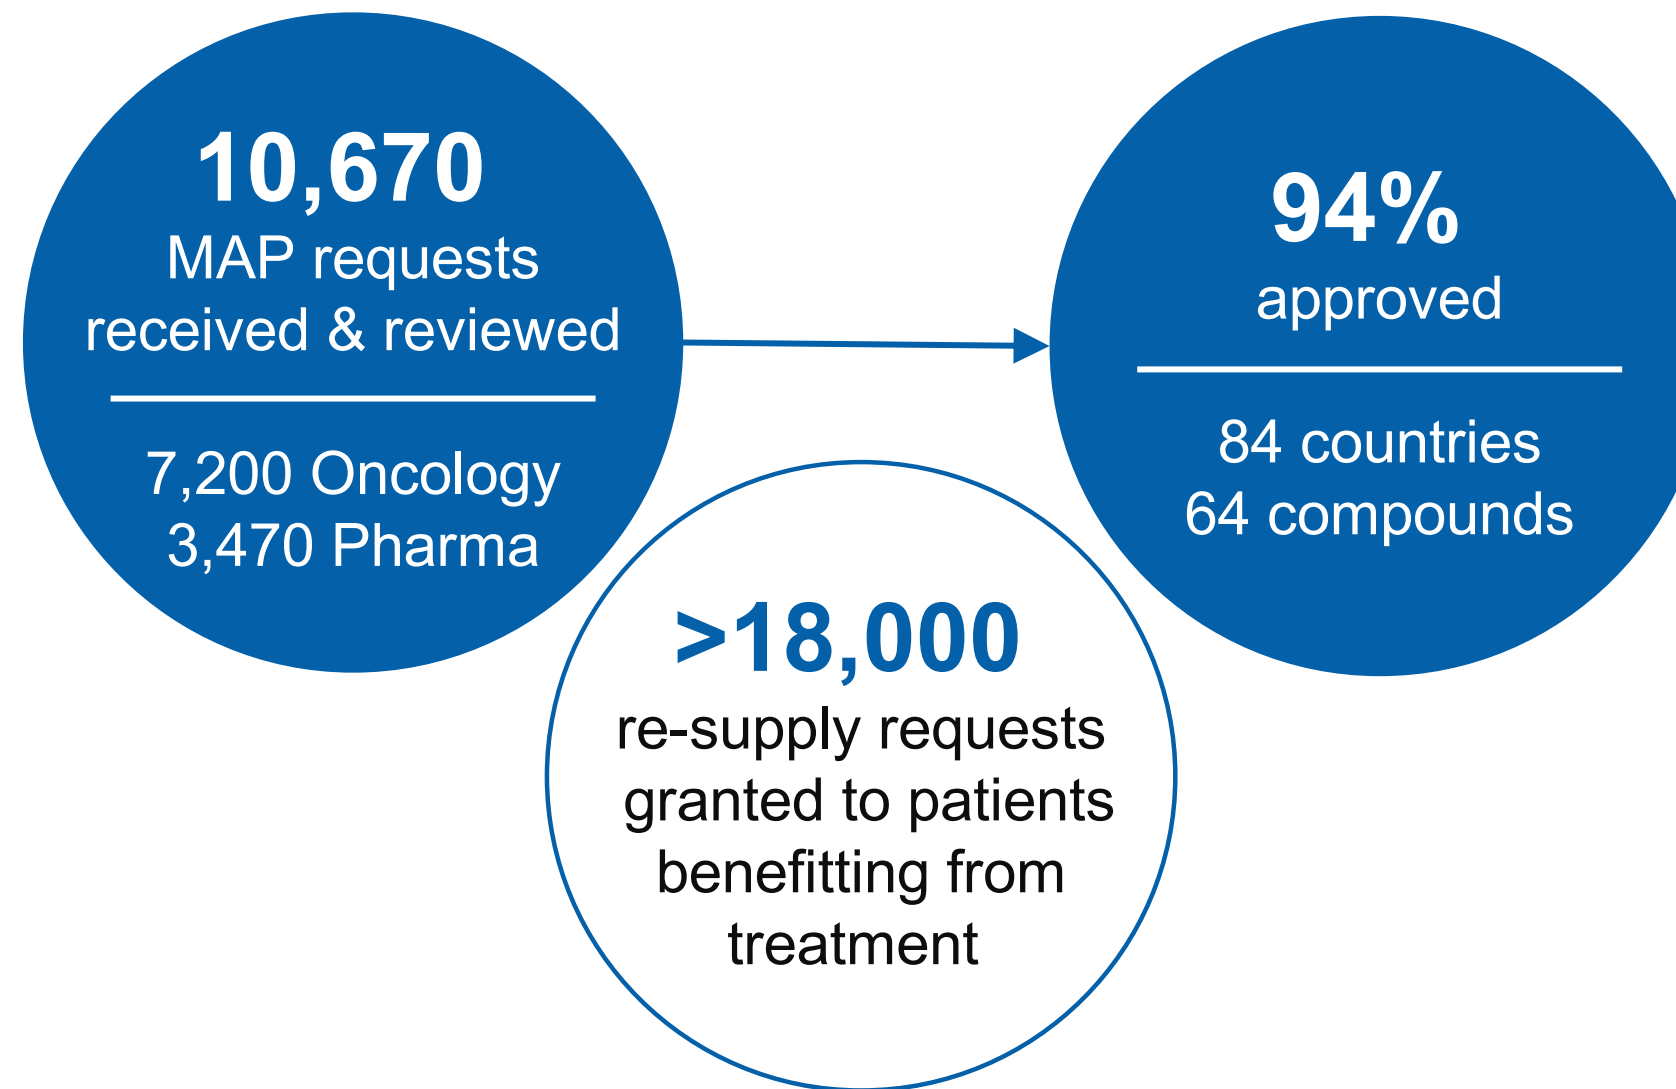 10,670
MAP requests
received & reviewed
7,200 Oncology
3,470 Pharma
94%
approved
84 countries
64 compounds
>18,000
re-supply requests
granted to patients
benefitting from
treatment